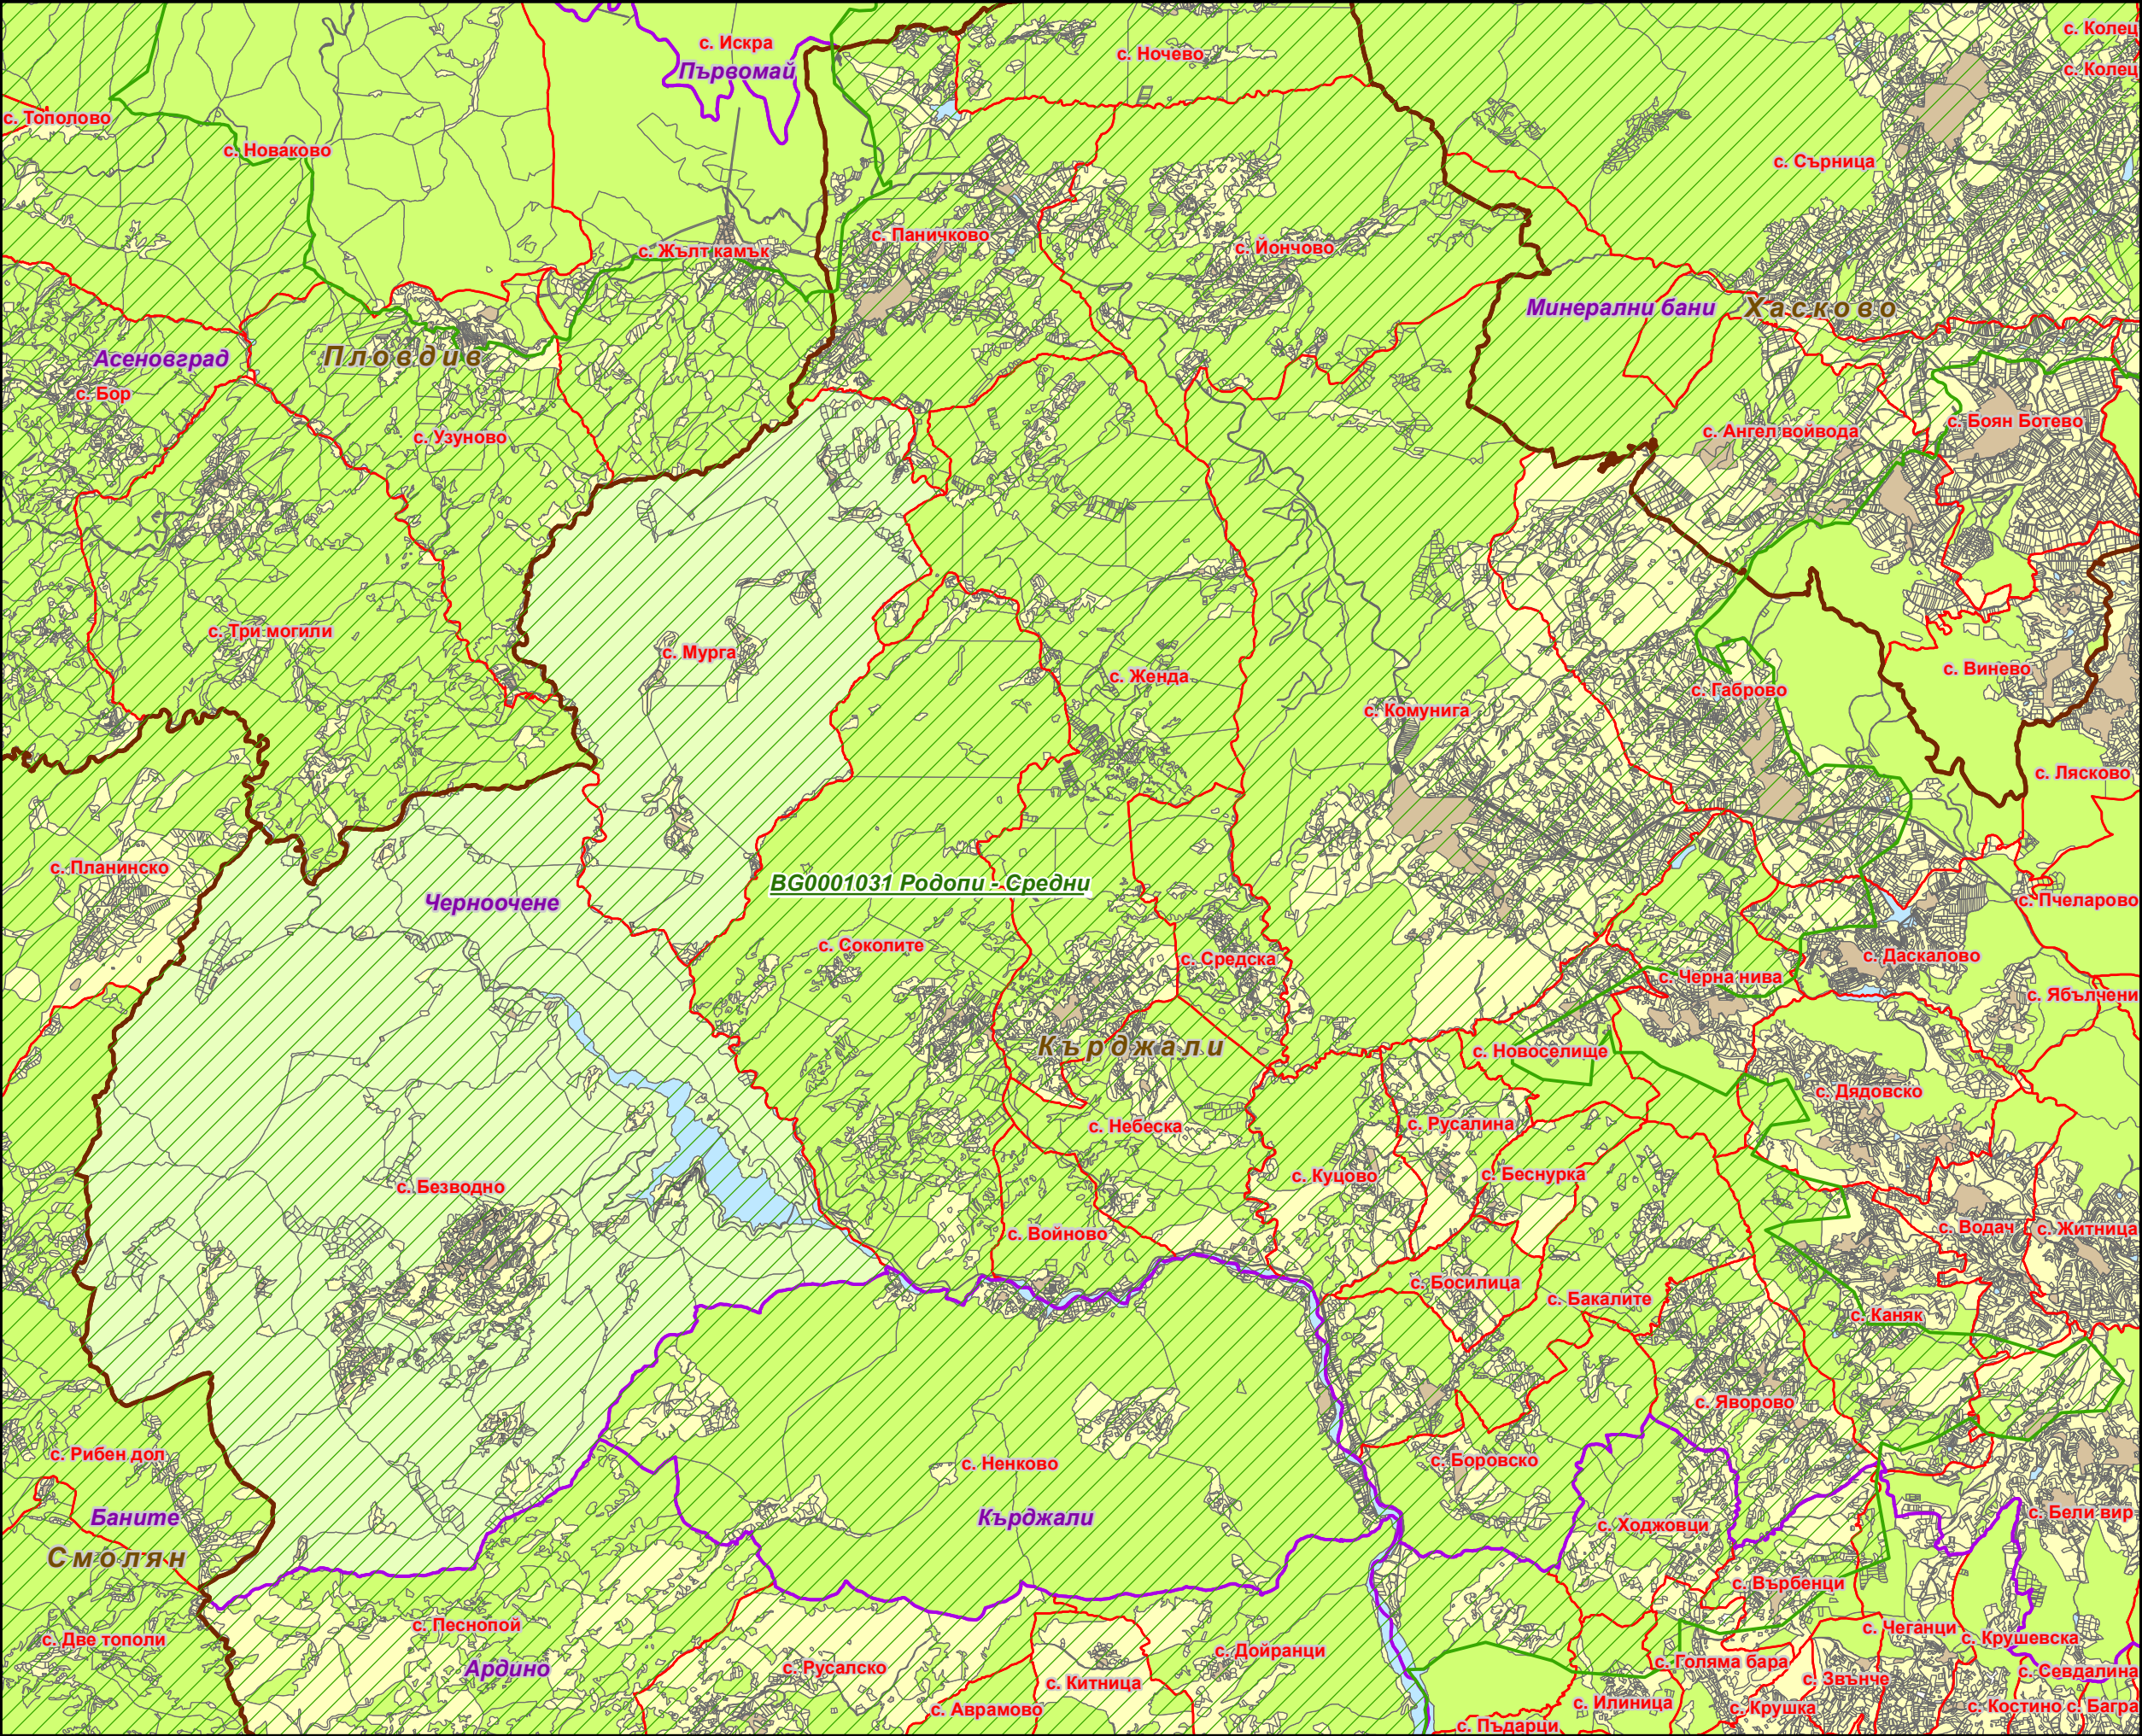 с. Колец
с. Искра
с. Ночево
с. Колец
Първомай
с. Тополово
с. Новаково
с. Сърница
с. Паничково
с. Жълт камък
с. Йончово
Минерални бани
Хасково
Асеновград
Пловдив
с. Бор
с. Узуново
с. Ангел войвода
с. Боян Ботево
с. Три могили
с. Мурга
с. Женда
с. Винево
с. Габрово
с. Комунига
с. Лясково
с. Планинско
BG0001031 Родопи - Средни
Черноочене
с. Пчеларово
с. Соколите
с. Средска
с. Даскалово
с. Черна нива
с. Ябълчени
Кърджали
с. Новоселище
с. Дядовско
с. Небеска
с. Русалина
с. Куцово
с. Беснурка
с. Безводно
с. Войново
с. Водач
с. Житница
с. Босилица
с. Бакалите
с. Каняк
с. Яворово
с. Рибен дол
с. Ненково
с. Боровско
Баните
Кърджали
с. Ходжовци
с. Бели вир
Смолян
с. Върбенци
с. Песнопой
с. Чеганци
с. Две тополи
с. Крушевска
с. Дойранци
Ардино
с. Русалско
с. Голяма бара
с. Севдалина
с. Китница
с. Звънче
с. Аврамово
с. Илиница
с. Крушка
с. Костино
с. Багра
с. Пъдарци